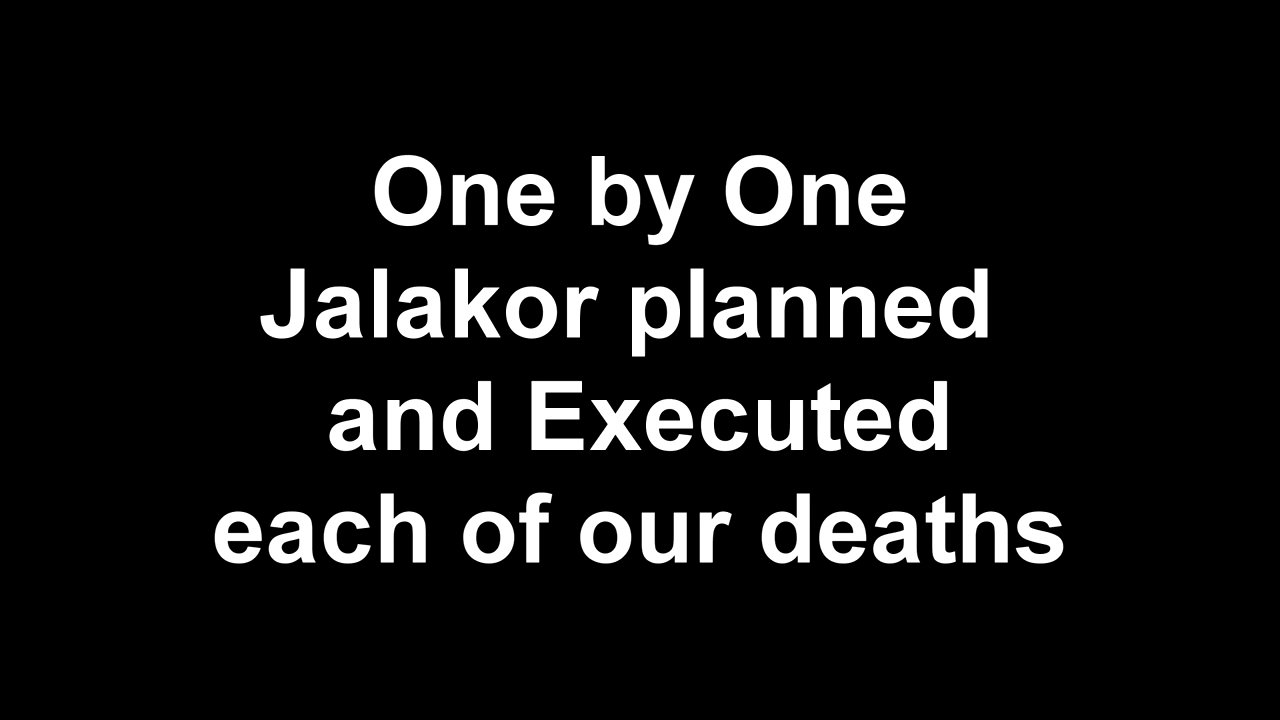 One by One
Jalakor planned
and Executed
each of our deaths